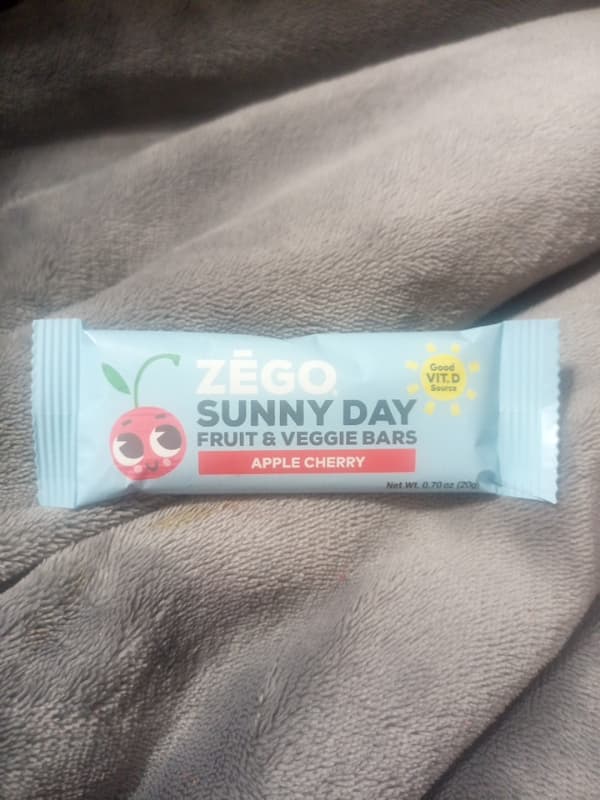 ZĒGO
SUNNY DAY
FRUIT & VEGGIE BARS
APPLE CHERRY
Good
VIT.D
Source
Net Wt. 0.70 oz (20g)